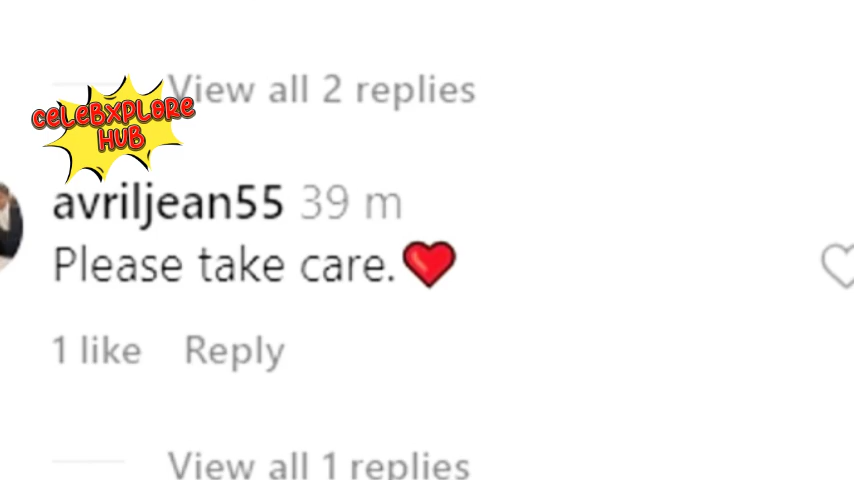 View all 2 replies
CELEBXPLORE
HUB
avriljean55 39 m
Please take care.❤️
1 like Reply
View all 1 replies